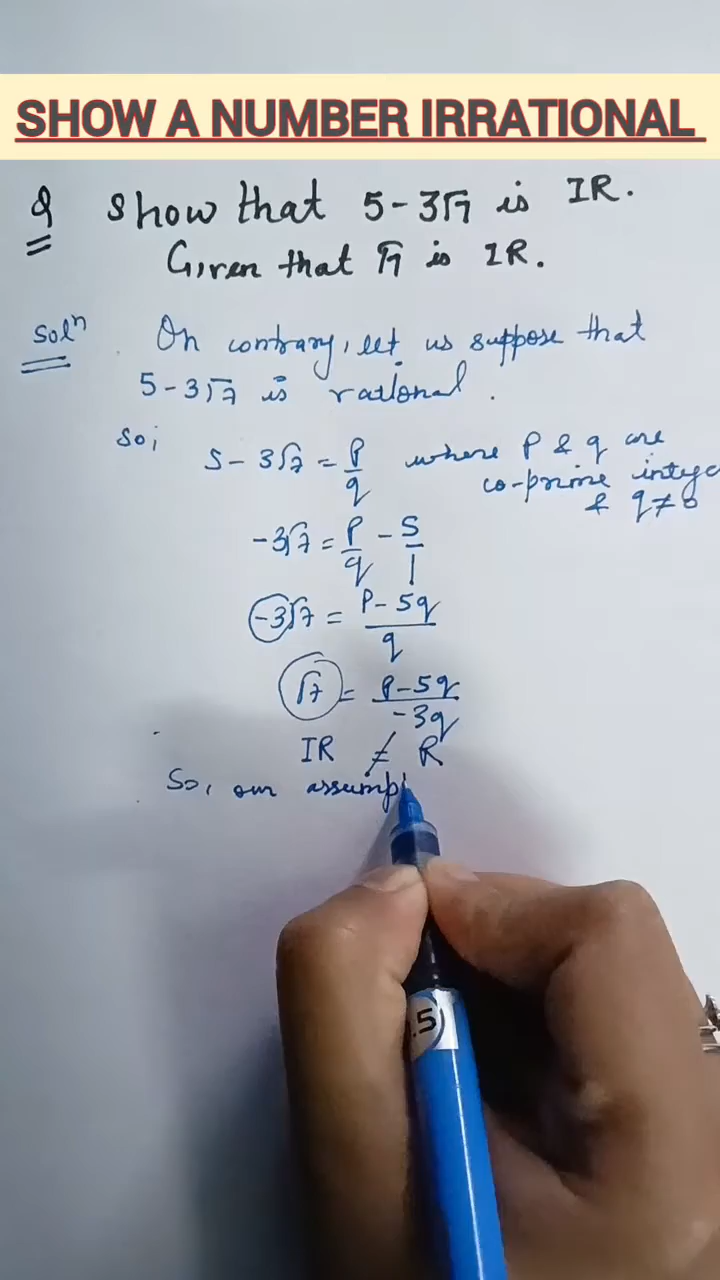 SHOW A NUMBER IRRATIONAL
Q Show that 5-3√7 is IR.
Given that √7 is IR.
Solⁿ On contrary, let us suppose that
5-3√7 is rational.
So, 5-3√7 = p/q where P & q are
co-prime intege
& q≠0
-3√7 = p/q - 5/1
-3√7 = (p-5q)/q
√7 = (p-5q)/(-3q)
IR ≠ R
So, our assump
.5